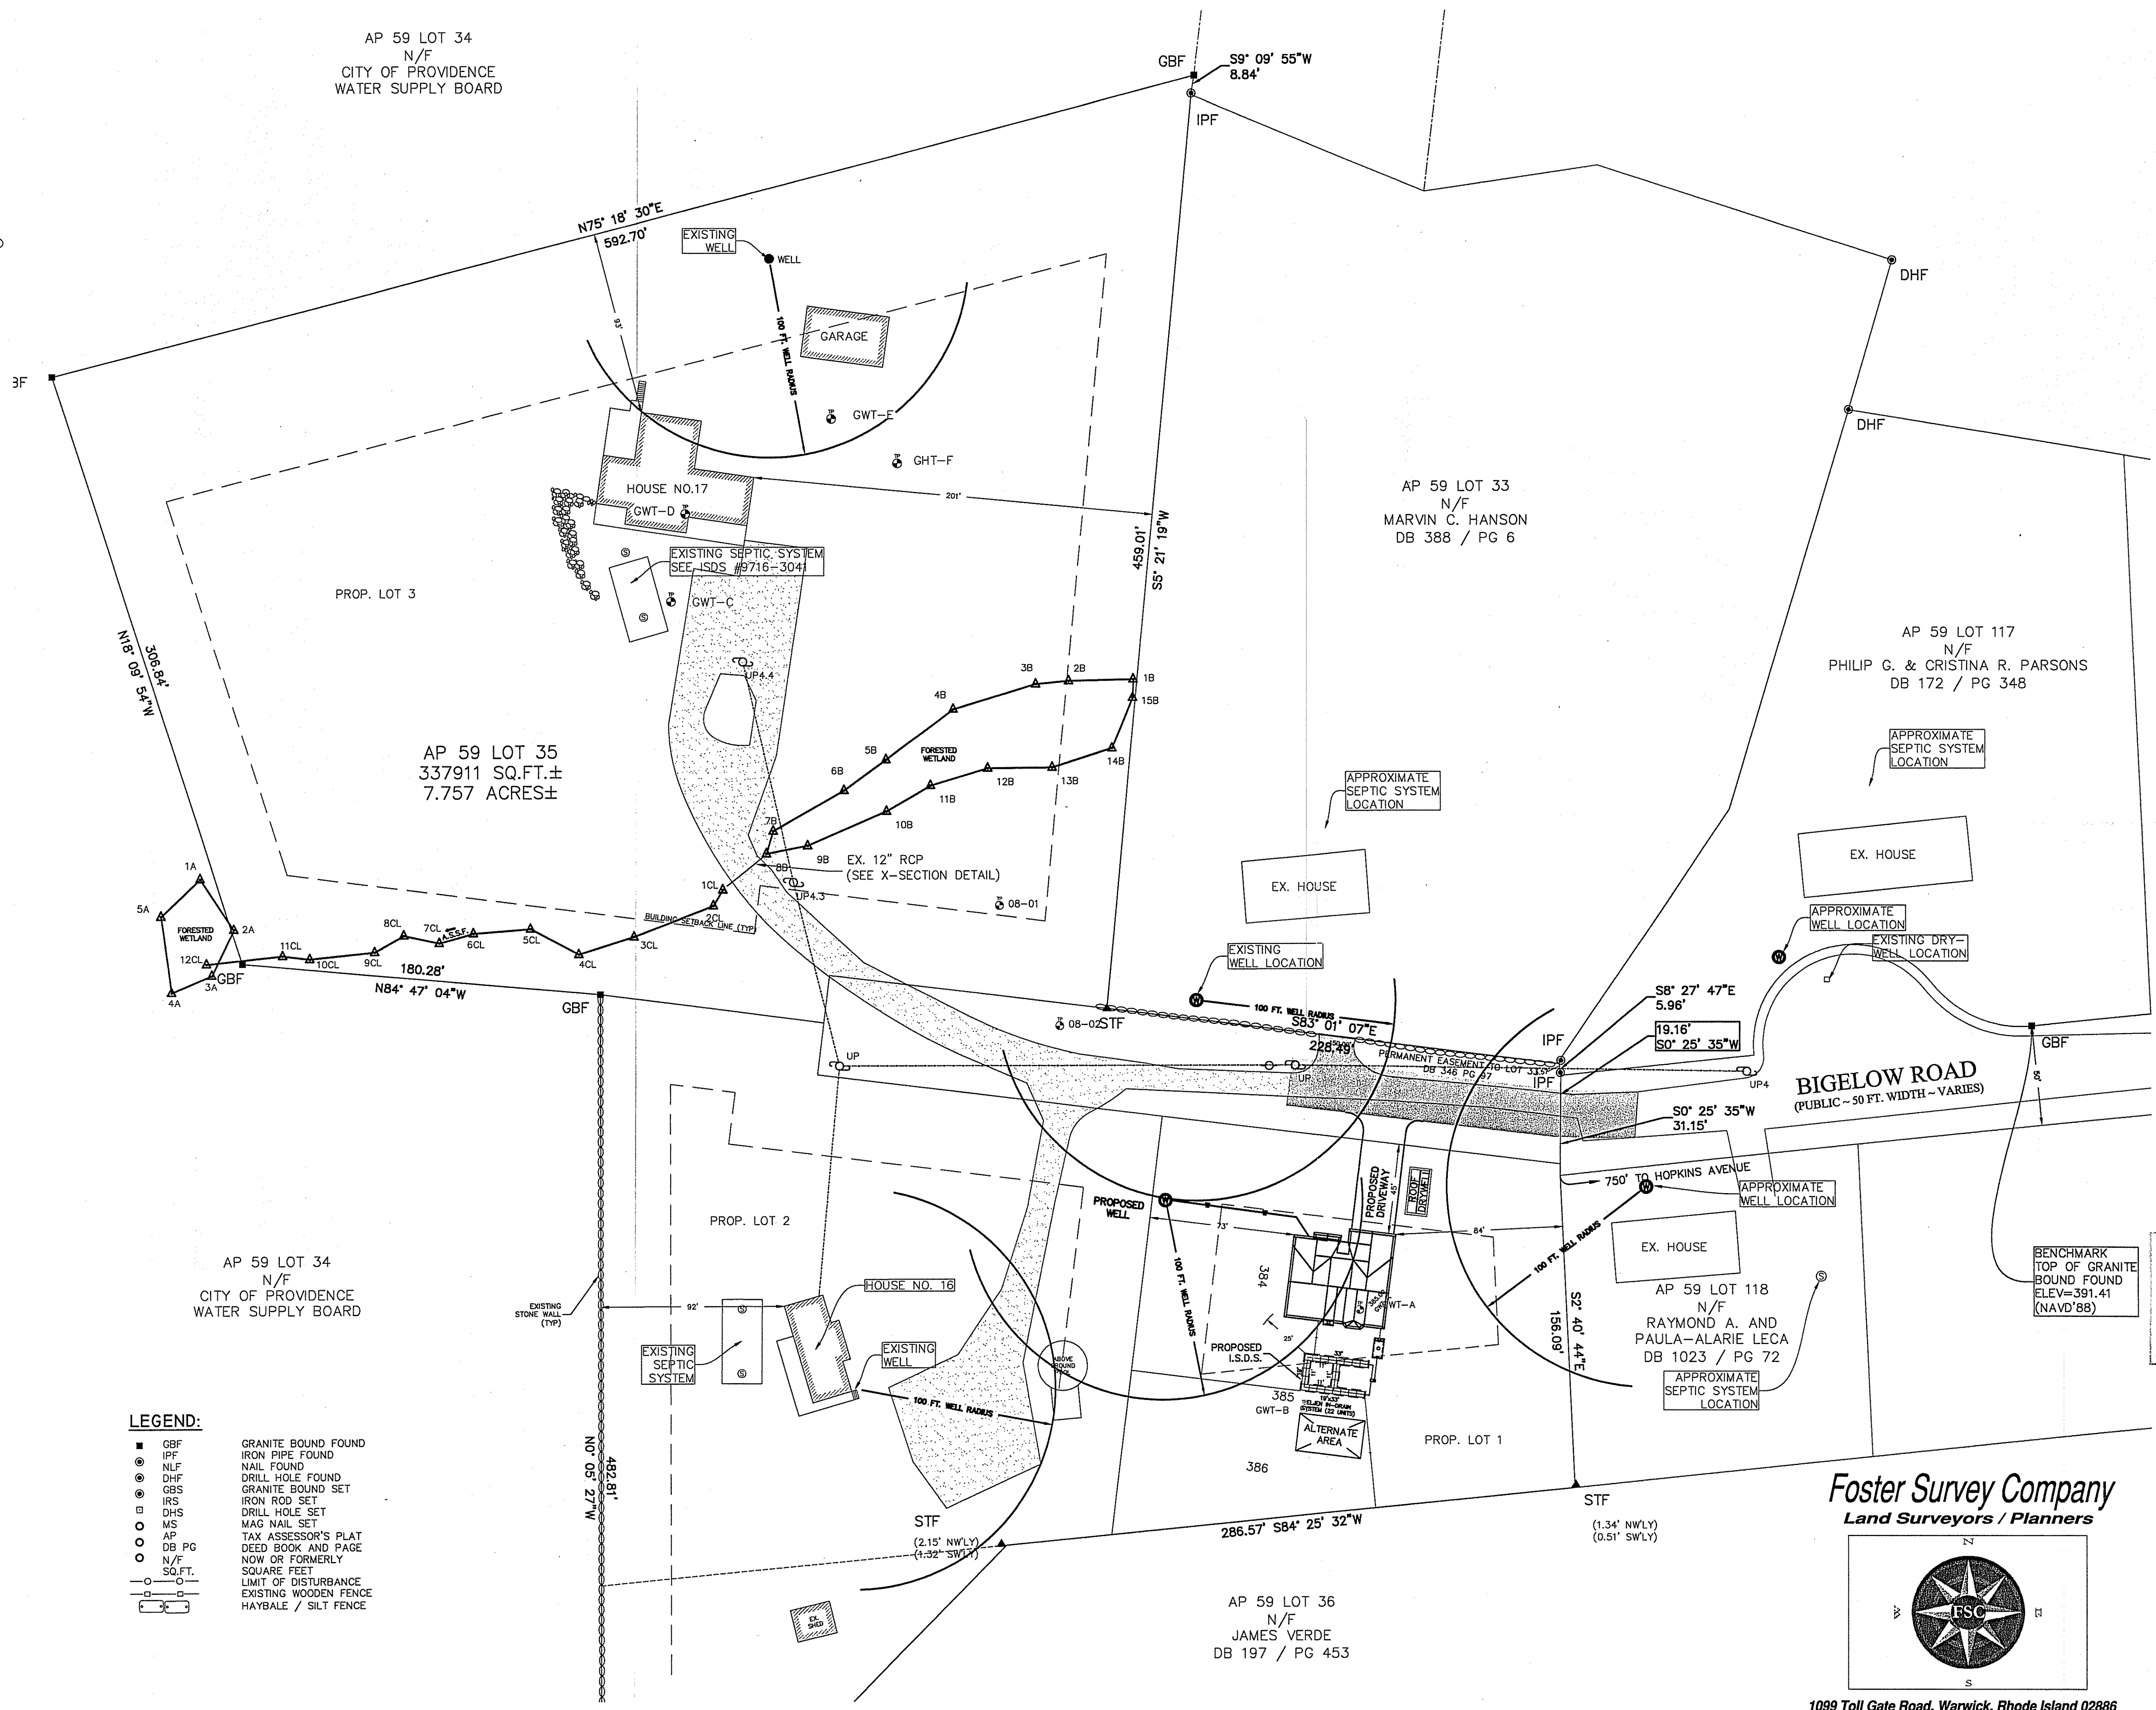 AP 59 LOT 34
N/F
CITY OF PROVIDENCE
WATER SUPPLY BOARD
GBF
S9° 09' 55"W
8.84'
IPF
N75° 18' 30"E
592.70'
EXISTING
WELL
WELL
100 FT. WELL RADIUS
93'
GARAGE
GWT-E
GHT-F
DHF
DHF
BF
HOUSE NO.17
GWT-D
201'
459.01'
S5° 21' 19"W
AP 59 LOT 33
N/F
MARVIN C. HANSON
DB 388 / PG 6
EXISTING SEPTIC SYSTEM
SEE ISDS #9716-3041
GWT-C
PROP. LOT 3
306.84'
N18° 09' 54"W
UP4.4
AP 59 LOT 117
N/F
PHILIP G. & CRISTINA R. PARSONS
DB 172 / PG 348
AP 59 LOT 35
337911 SQ.FT.±
7.757 ACRES±
1B
2B
3B
4B
5B
6B
7B
8B
9B
10B
11B
12B
13B
14B
15B
FORESTED
WETLAND
EX. 12" RCP
(SEE X-SECTION DETAIL)
UP4.3
08-01
APPROXIMATE
SEPTIC SYSTEM
LOCATION
APPROXIMATE
SEPTIC SYSTEM
LOCATION
EX. HOUSE
EX. HOUSE
1A
2A
3A
4A
5A
FORESTED
WETLAND
1CL
2CL
3CL
4CL
5CL
6CL
7CL
8CL
9CL
10CL
11CL
12CL
A.S.S.F.
BUILDING SETBACK LINE (TYP)
GBF
180.28'
N84° 47' 04"W
GBF
EXISTING
WELL LOCATION
APPROXIMATE
WELL LOCATION
EXISTING DRY-
WELL LOCATION
100 FT. WELL RADIUS
S83° 01' 07"E
228.49'
08-02
STF
UP
UP
PERMANENT EASEMENT TO LOT 33
DB 346 PG 97
IPF
IPF
S8° 27' 47"E
5.96'
19.16'
S0° 25' 35"W
UP4
GBF
BIGELOW ROAD
(PUBLIC ~ 50 FT. WIDTH ~ VARIES)
50'
S0° 25' 35"W
31.15'
750' TO HOPKINS AVENUE
APPROXIMATE
WELL LOCATION
100 FT. WELL RADIUS
EX. HOUSE
PROPOSED
DRIVEWAY
45'
ROOF
DRYWELL
PROPOSED
WELL
73'
84'
100 FT. WELL RADIUS
384
GWT-A
25'
PROPOSED
I.S.D.S.
33'
385
GWT-B
ALTERNATE
AREA
386
PROP. LOT 1
PROP. LOT 2
AP 59 LOT 34
N/F
CITY OF PROVIDENCE
WATER SUPPLY BOARD
HOUSE NO. 16
EXISTING
STONE WALL
(TYP)
92'
EXISTING
SEPTIC
SYSTEM
EXISTING
WELL
100 FT. WELL RADIUS
S2° 40' 44"E
156.09'
AP 59 LOT 118
N/F
RAYMOND A. AND
PAULA-ALARIE LECA
DB 1023 / PG 72
APPROXIMATE
SEPTIC SYSTEM
LOCATION
BENCHMARK
TOP OF GRANITE
BOUND FOUND
ELEV=391.41
(NAVD'88)
N0° 05' 27"W
482.81'
STF
(2.15' NW'LY)
(1.32' SW'LY)
286.57' S84° 25' 32"W
STF
(1.34' NW'LY)
(0.51' SW'LY)
EX.
SHED
AP 59 LOT 36
N/F
JAMES VERDE
DB 197 / PG 453
LEGEND:
GBF GRANITE BOUND FOUND
IPF IRON PIPE FOUND
NLF NAIL FOUND
DHF DRILL HOLE FOUND
GBS GRANITE BOUND SET
IRS IRON ROD SET
DHS DRILL HOLE SET
MS MAG NAIL SET
AP TAX ASSESSOR'S PLAT
DB PG DEED BOOK AND PAGE
N/F NOW OR FORMERLY
SQ.FT. SQUARE FEET
LIMIT OF DISTURBANCE
EXISTING WOODEN FENCE
HAYBALE / SILT FENCE
Foster Survey Company
Land Surveyors / Planners
N
W
FSC
E
S
1099 Toll Gate Road, Warwick, Rhode Island 02886